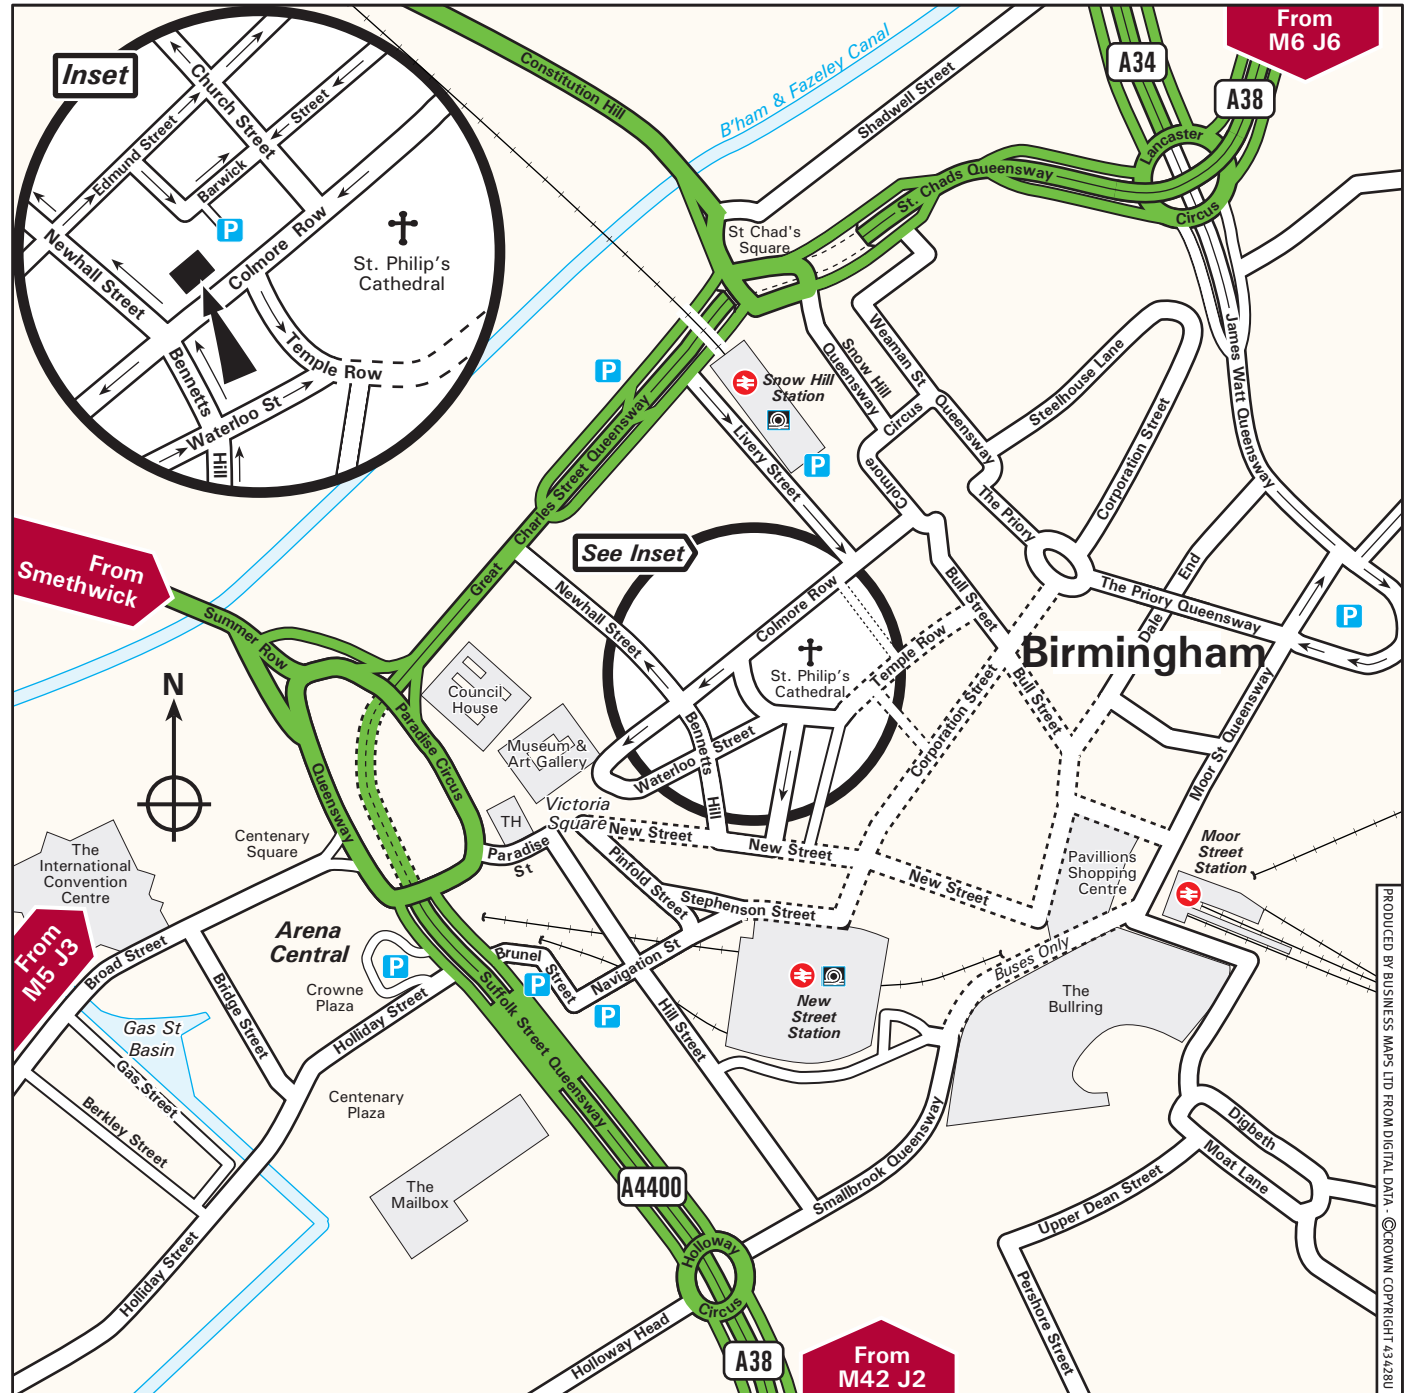 Inset
Church Street
Edmund Street
Street
Barwick
P
Newhall Street
Colmore Row
St. Philip's
Cathedral
Temple Row
Bennetts
Hill
Waterloo St
Constitution Hill
B'ham & Fazeley Canal
Shadwell Street
A34
From
M6 J6
A38
Lancaster
Circus
St. Chads Queensway
St Chad's
Square
Weaman St
Snow Hill
Queensway
Snow Hill
Station
P
P
Livery Street
Colmore
Circus
Queensway
Steelhouse Lane
Corporation Street
James Watt Queensway
The Priory
The Priory Queensway
Great Charles Street Queensway
See Inset
Newhall Street
Colmore Row
Bull Street
Temple Row
St. Philip's
Cathedral
Dale End
P
Birmingham
Corporation Street
Bull Street
Moor St Queensway
From
Smethwick
Summer Row
N
Council
House
Museum &
Art Gallery
Paradise Circus
Queensway
Bennetts
Hill
Waterloo Street
Victoria
Square
TH
Paradise
St
New Street
New Street
New Street
Pinfold Street
Stephenson Street
Centenary
Square
The
International
Convention
Centre
Pavillions
Shopping
Centre
Moor
Street
Station
From
M5 J3
Broad Street
Arena
Central
P
Crowne
Plaza
Brunel
Street
P
P
Navigation St
New
Street
Station
Buses Only
The
Bullring
Gas St
Basin
Gas Street
Berkley Street
Bridge Street
Holliday Street
Holliday Street
Centenary
Plaza
The
Mailbox
Suffolk Street Queensway
Hill Street
Smallbrook Queensway
A4400
Holloway
Circus
Holloway Head
A38
From
M42 J2
Upper Dean Street
Pershore Street
Digbeth
Moat Lane
PRODUCED BY BUSINESS MAPS LTD FROM DIGITAL DATA - ©CROWN COPYRIGHT 43428U